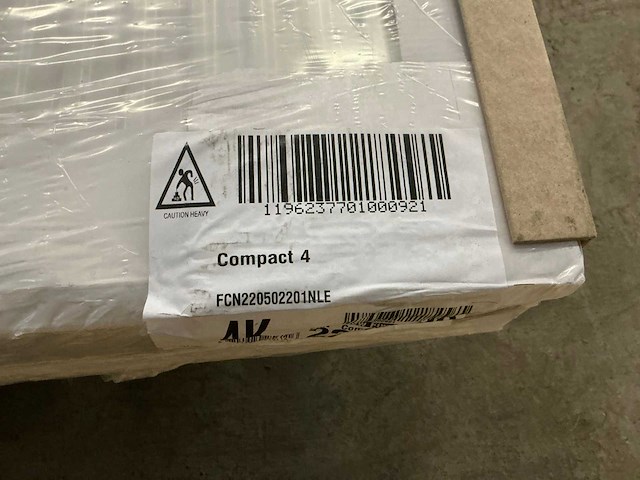 CAUTION HEAVY
1196237701000921
Compact 4
FCN220502201NLE